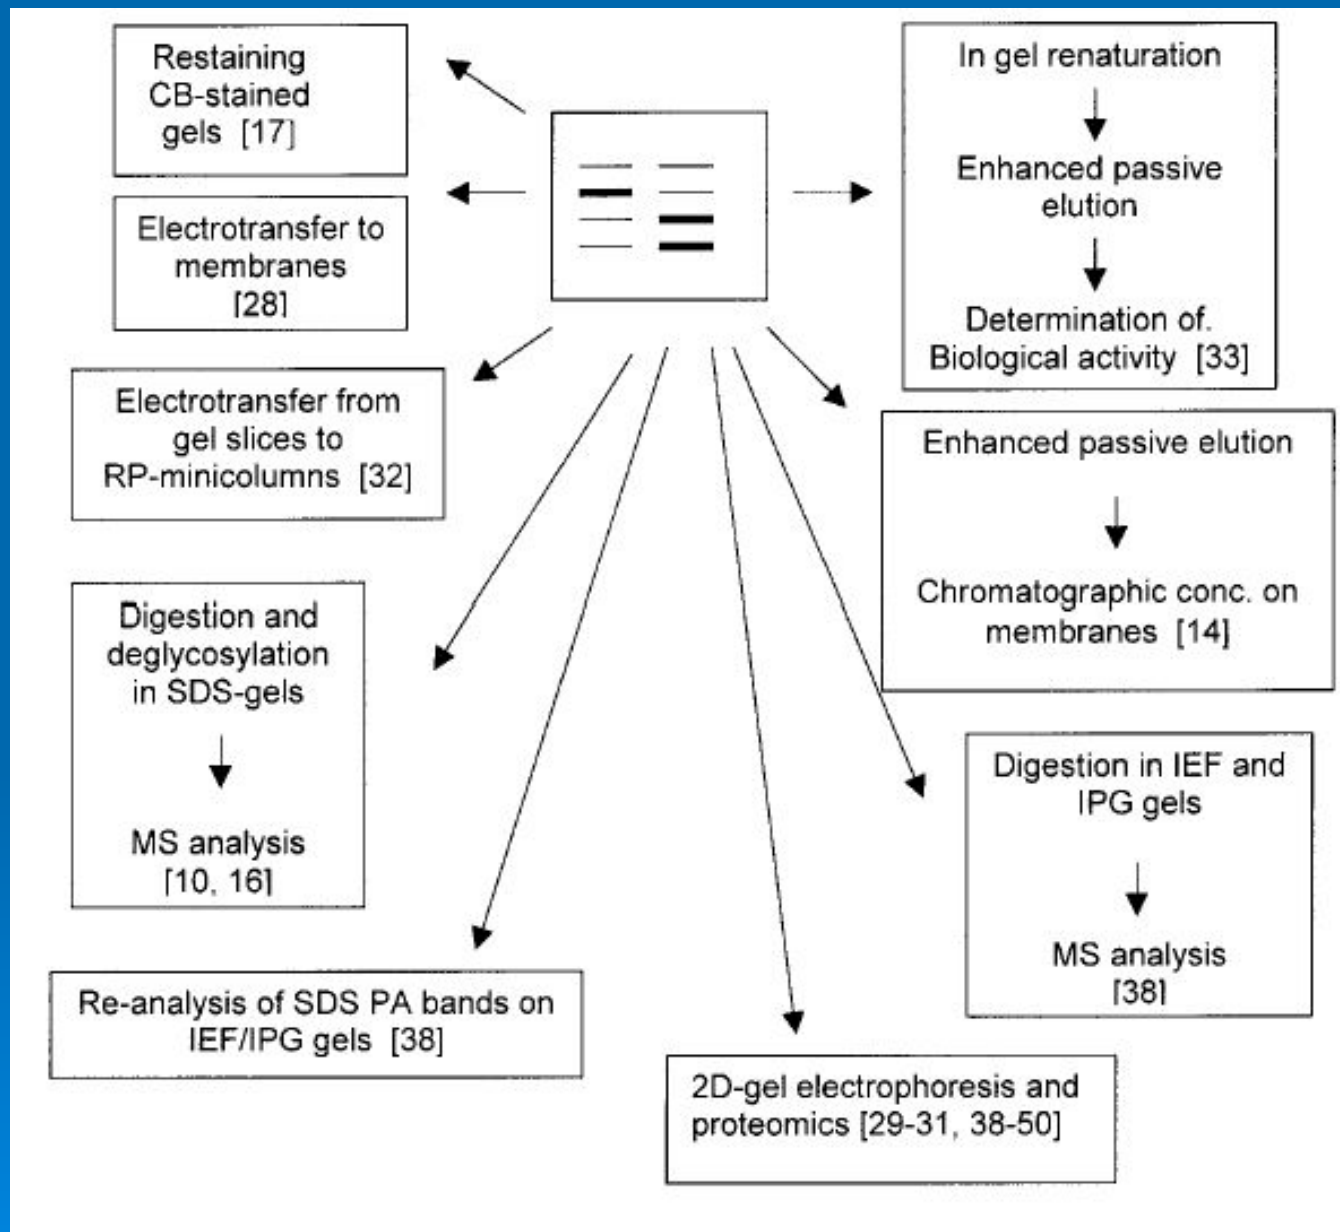 Restaining
CB-stained
gels [17]
Electrotransfer to
membranes
[28]
Electrotransfer from
gel slices to
RP-minicolumns [32]
Digestion and
deglycosylation
in SDS-gels
MS analysis
[10, 16]
Re-analysis of SDS PA bands on
IEF/IPG gels [38]
In gel renaturation
Enhanced passive
elution
Determination of.
Biological activity [33]
Enhanced passive elution
Chromatographic conc. on
membranes [14]
Digestion in IEF and
IPG gels
MS analysis
[38]
2D-gel electrophoresis and
proteomics [29-31, 38-50]